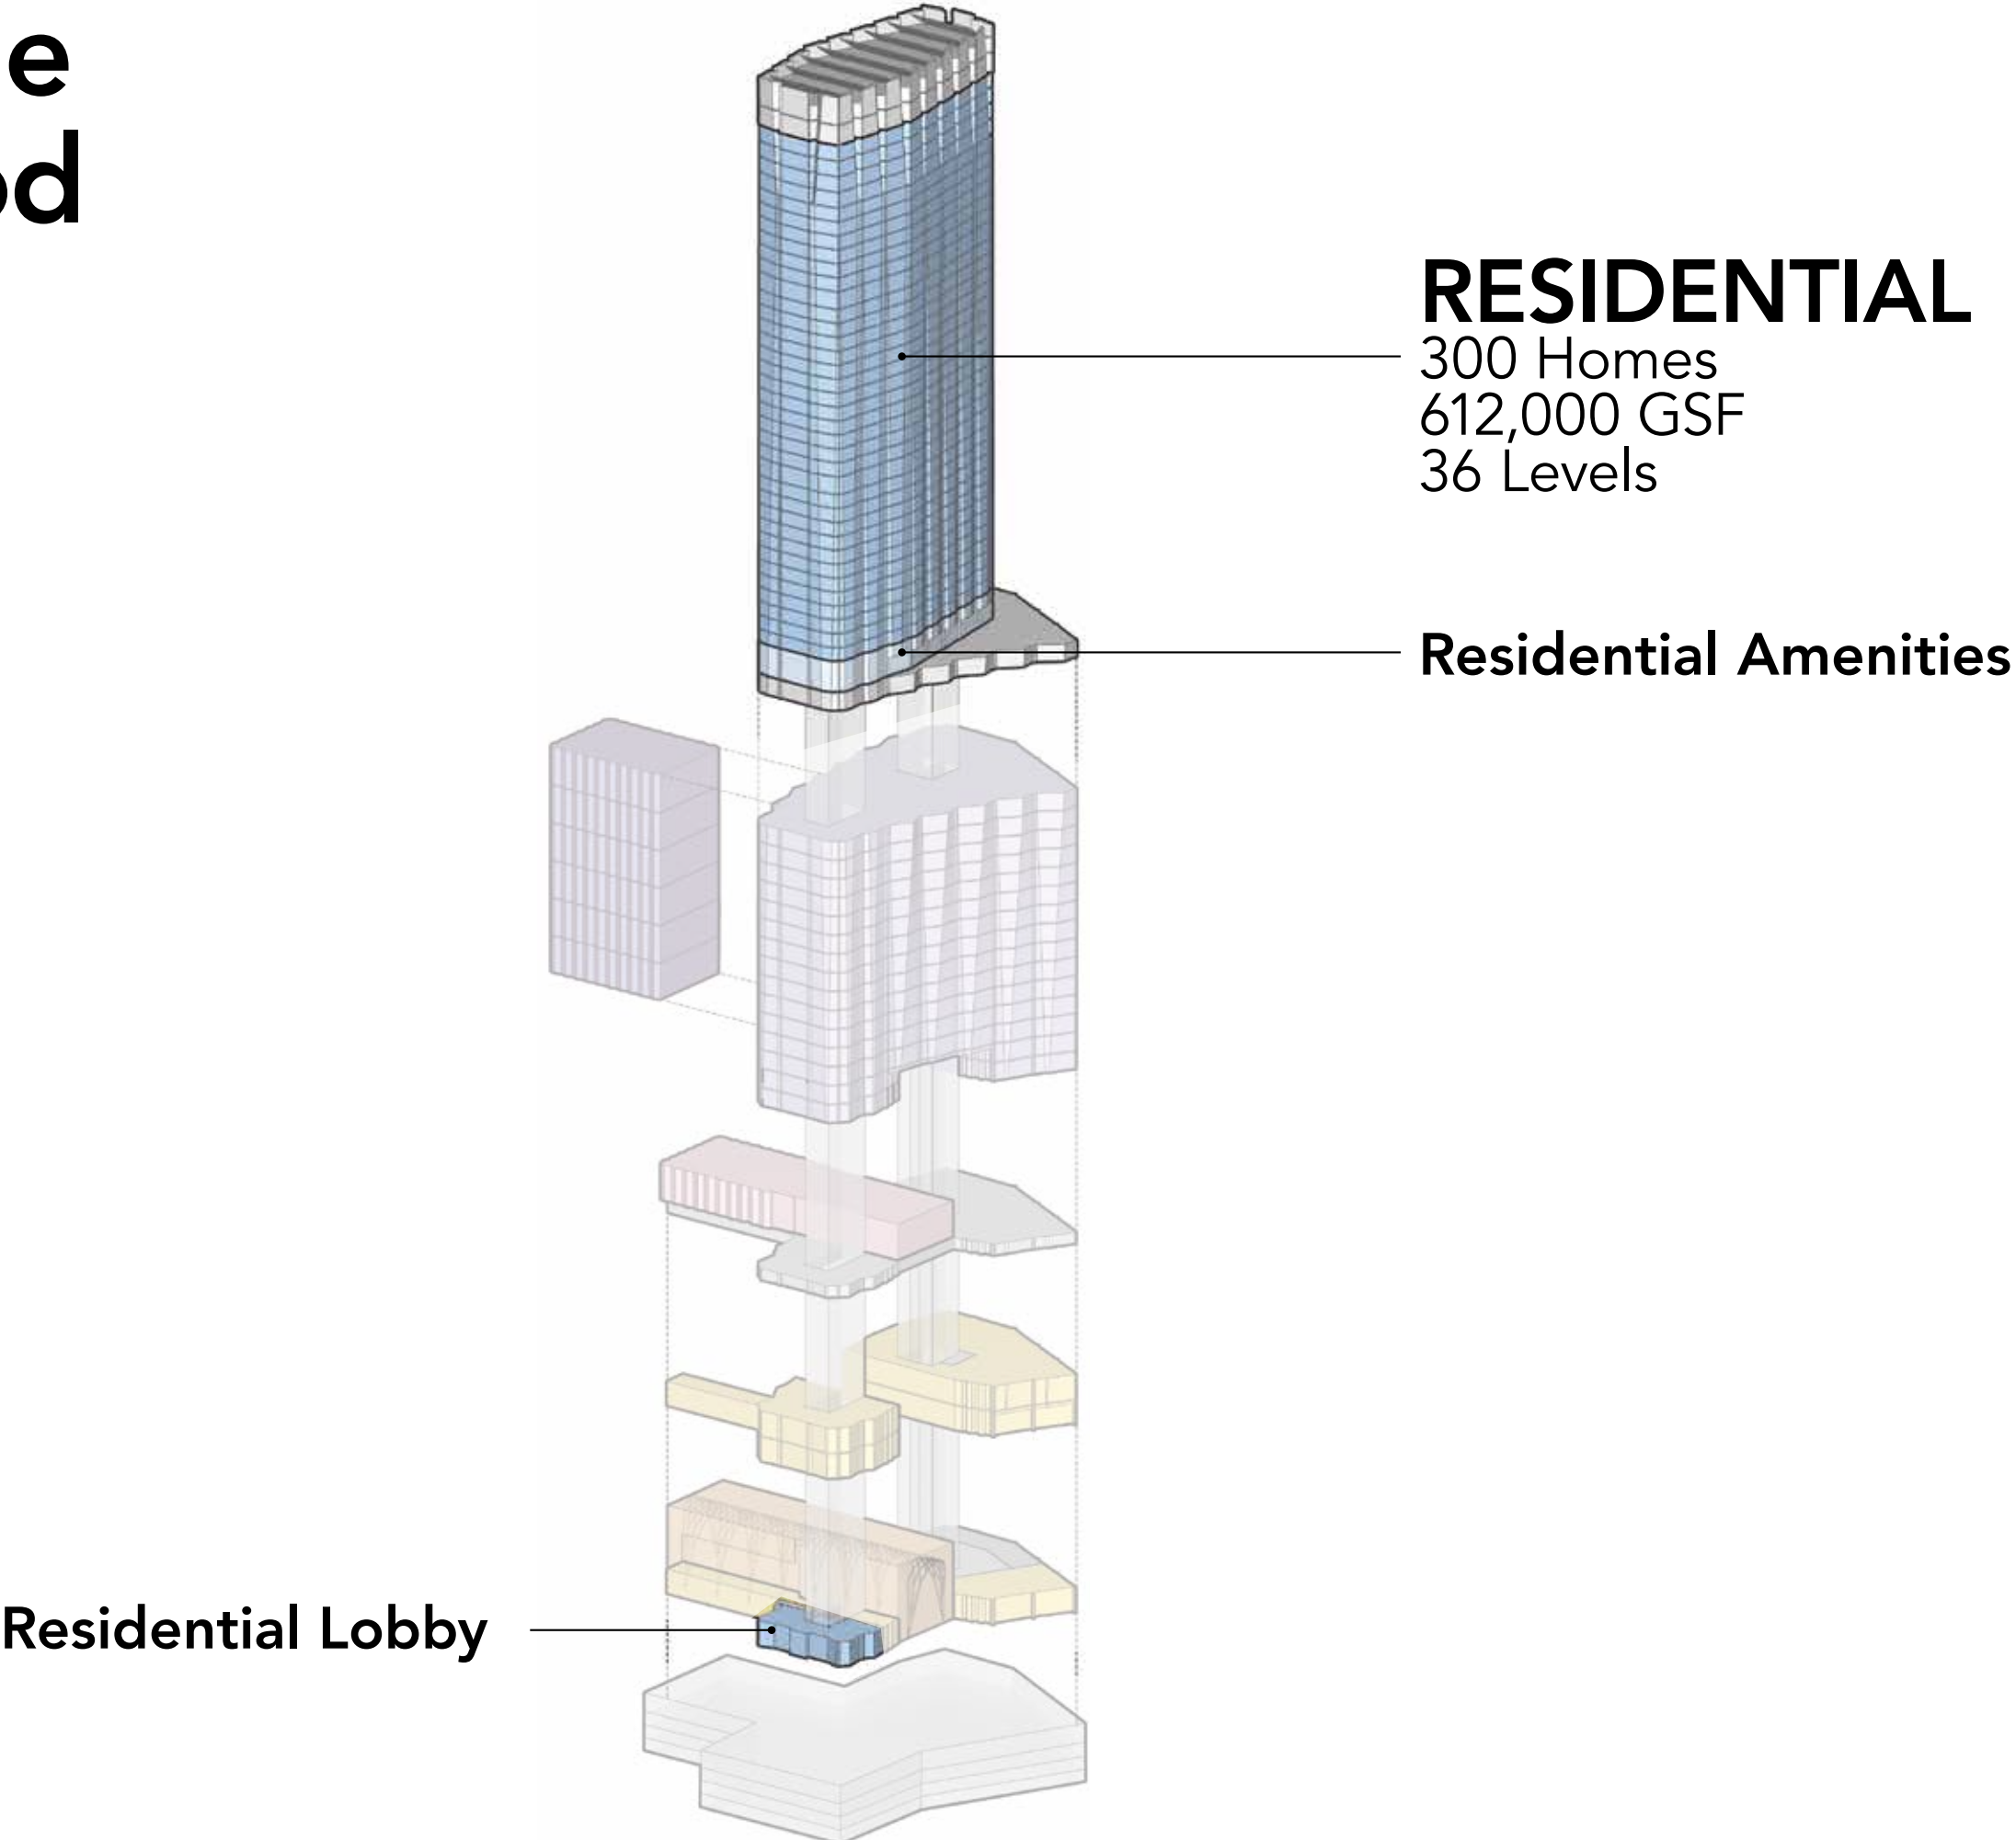 e
od
RESIDENTIAL
300 Homes
612,000 GSF
36 Levels
Residential Amenities
Residential Lobby